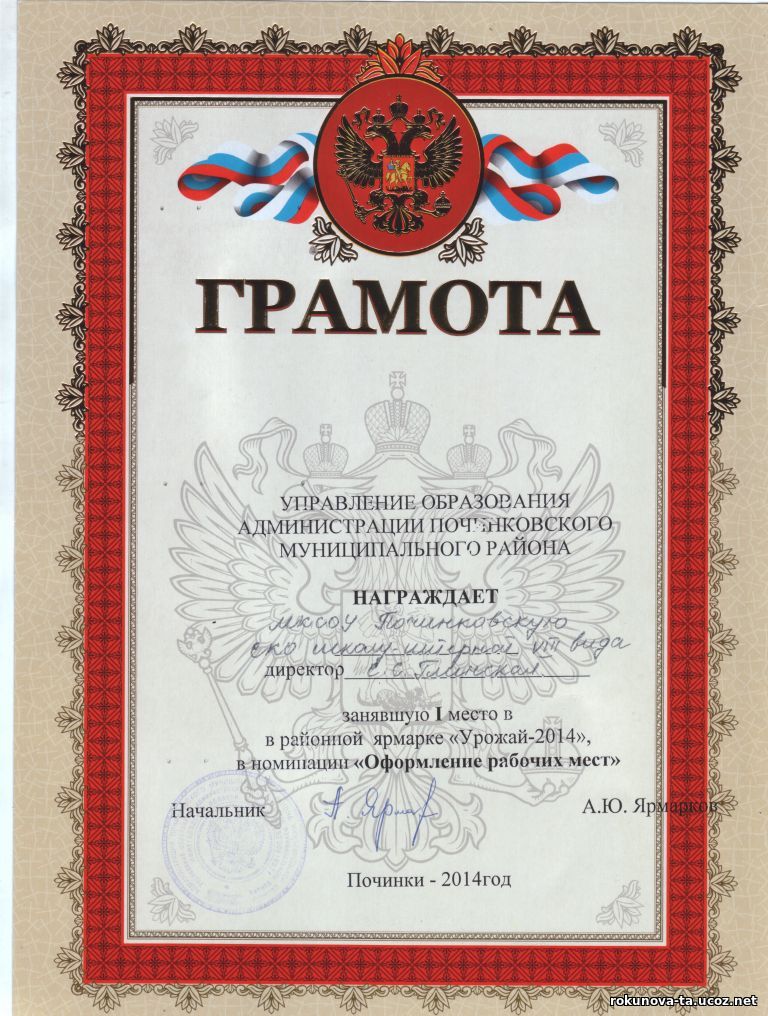 ГРАМОТА
УПРАВЛЕНИЕ ОБРАЗОВАНИЯ
АДМИНИСТРАЦИИ ПОЧИНКОВСКОГО
МУНИЦИПАЛЬНОГО РАЙОНА
НАГРАЖДАЕТ
Починковскую
ско школу-интернат VIII вида
директор
занявшую I место в
в районной ярмарке «Урожай-2014»,
в номинации «Оформление рабочих мест»
Начальник А.Ю. Ярмарков
Починки - 2014год
rokunova-ta.ucoz.net